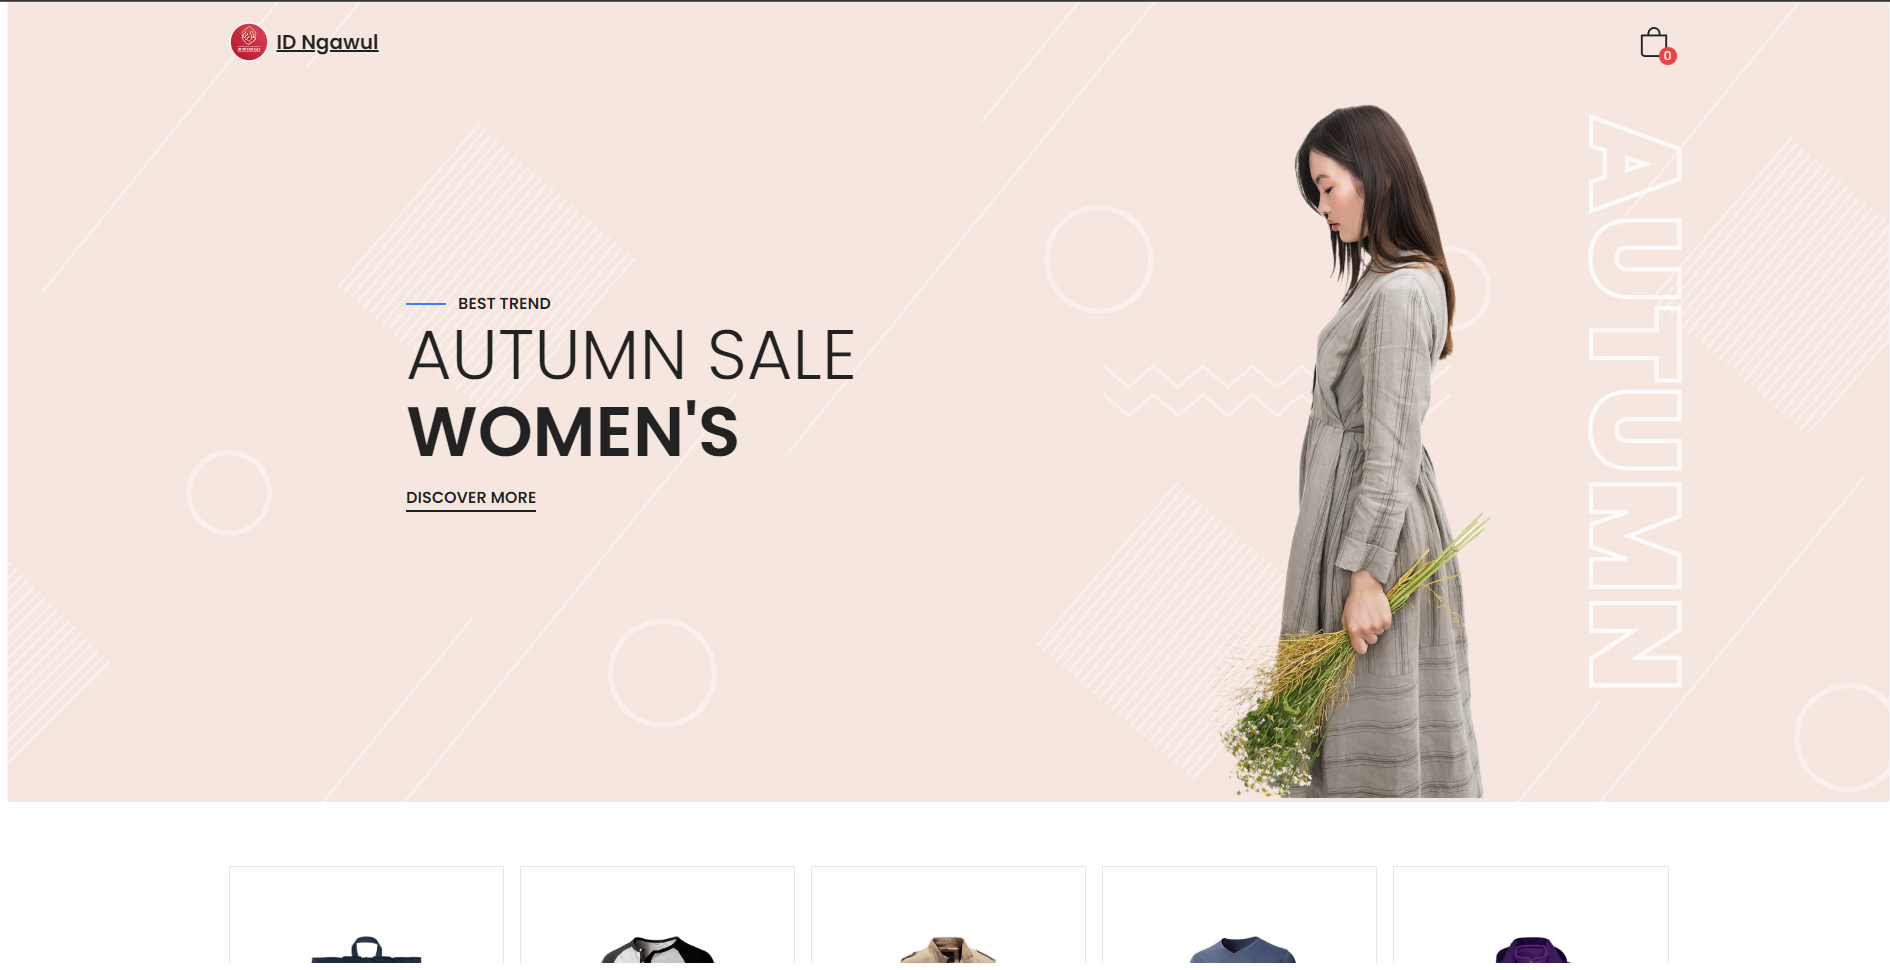 ID Ngawul
0
BEST TREND
AUTUMN SALE
WOMEN'S
DISCOVER MORE
AUTUMN